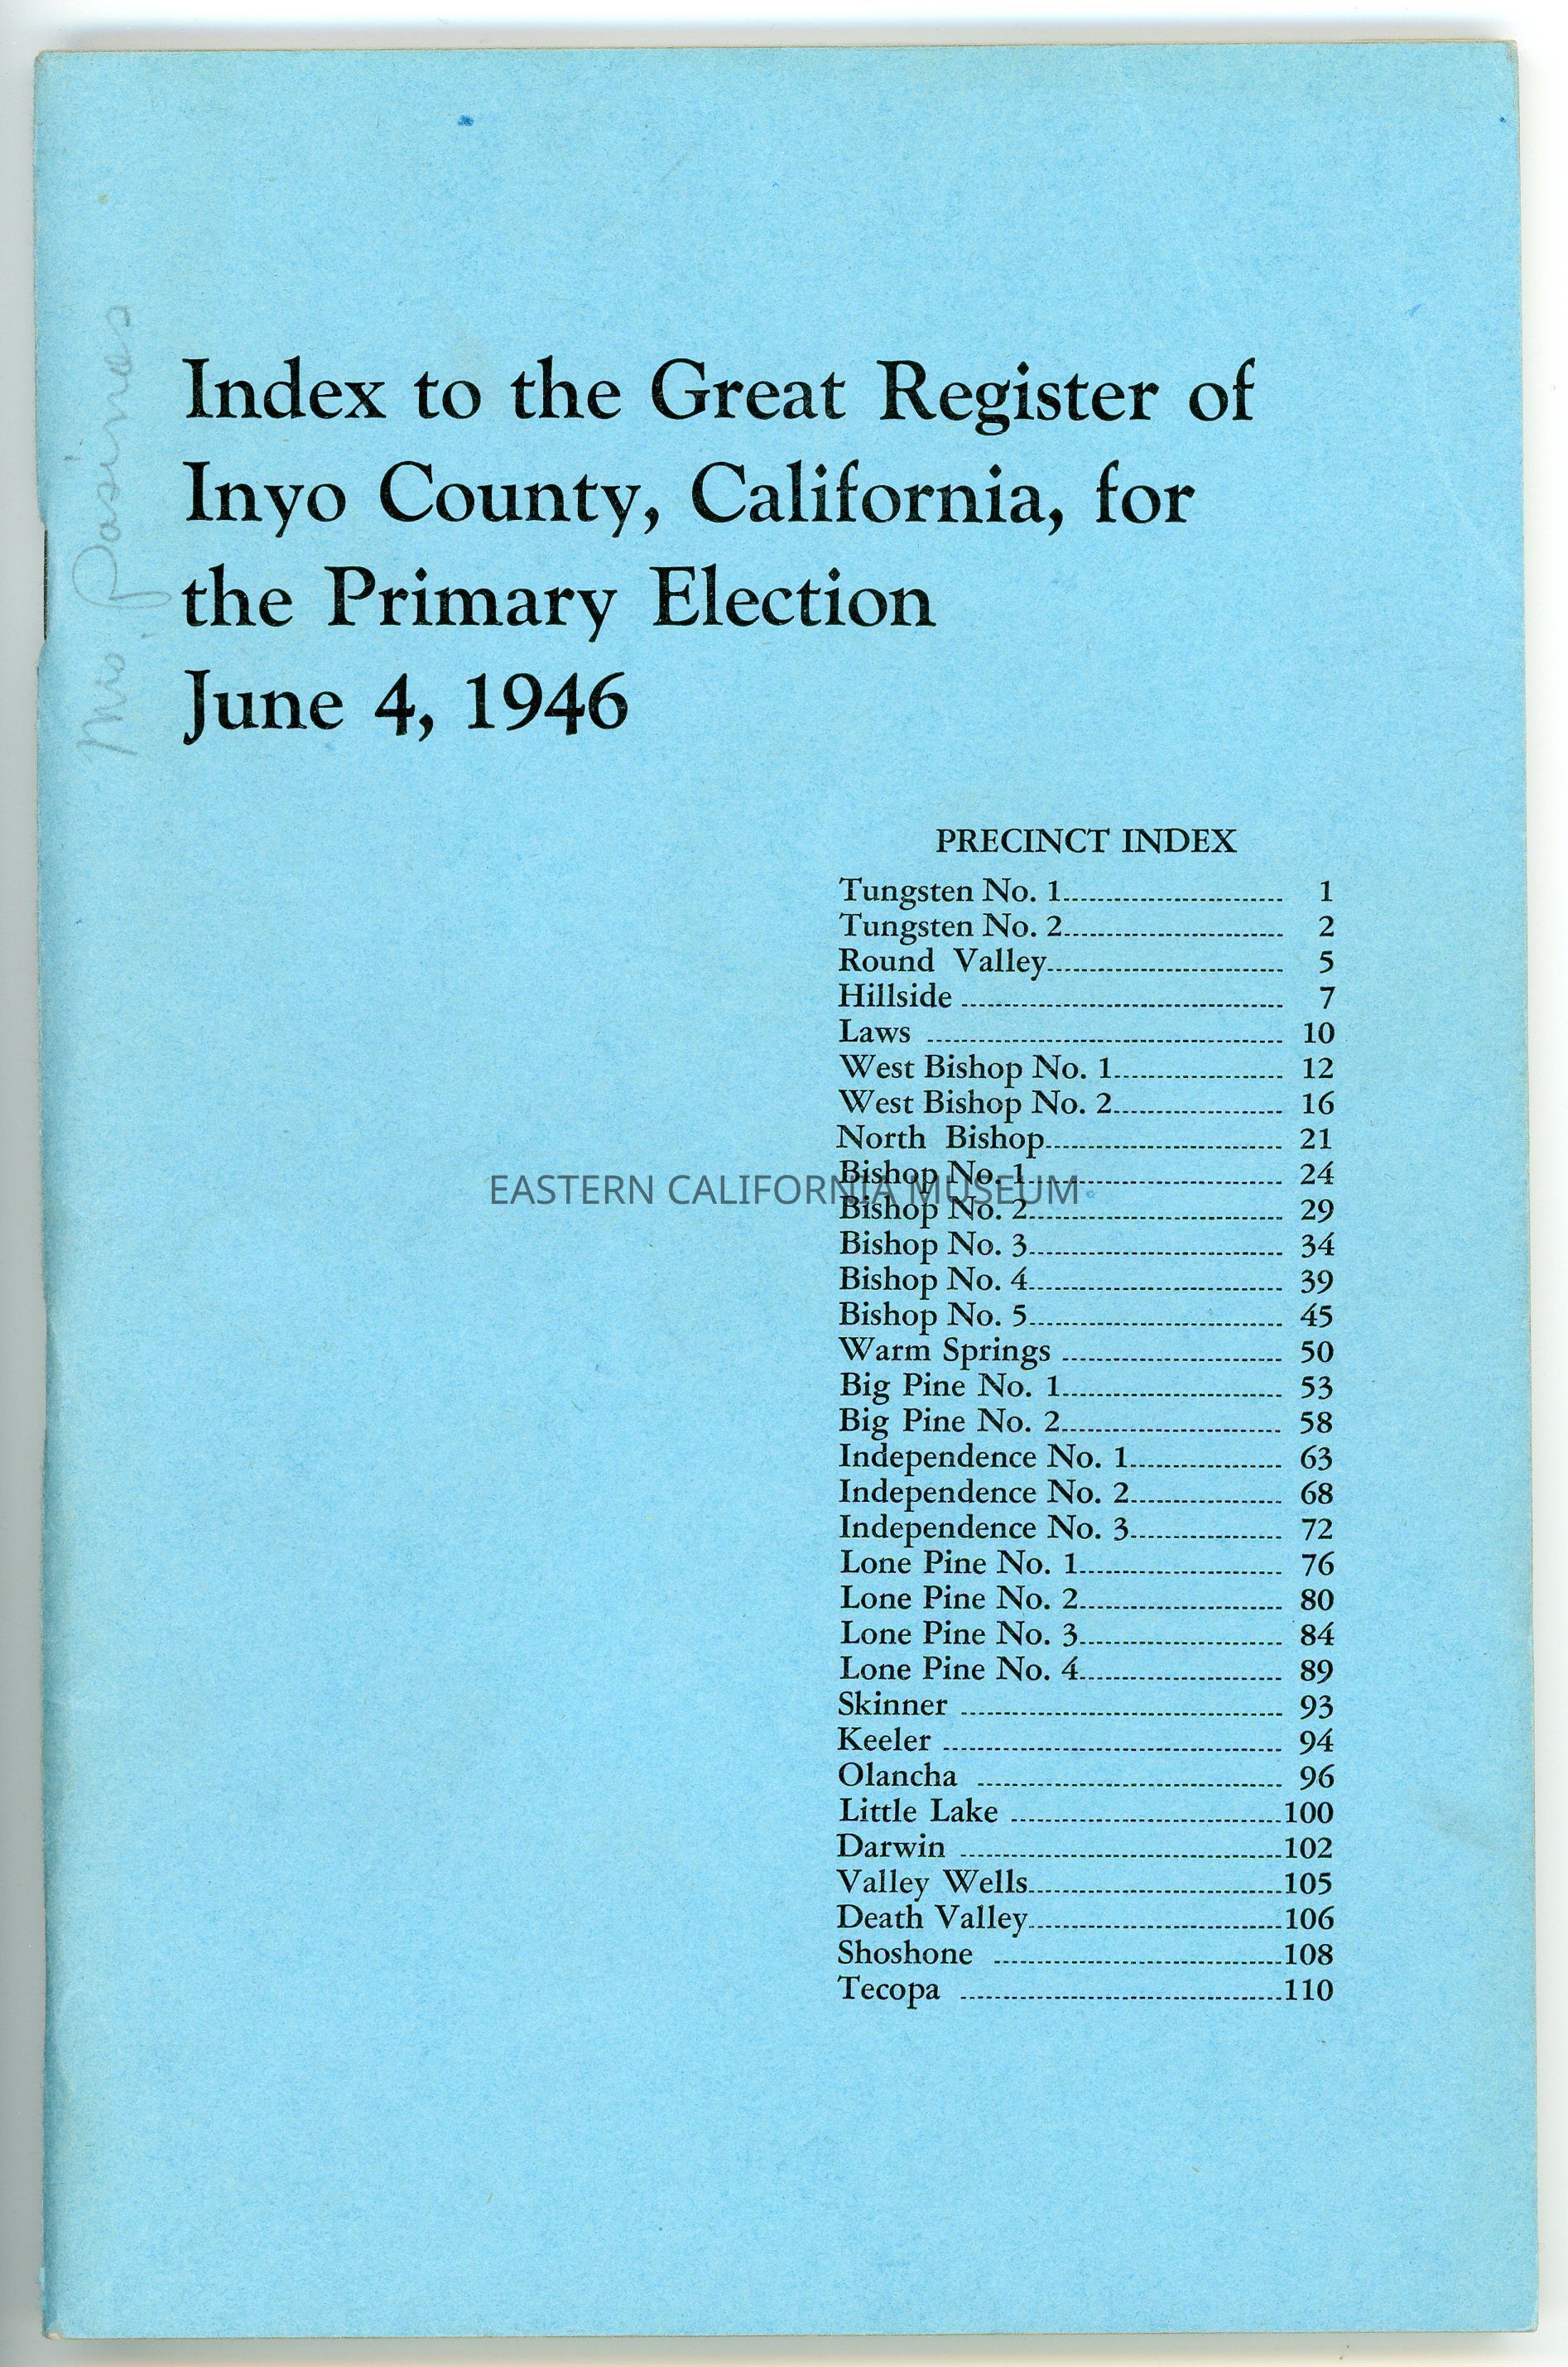 Index to the Great Register of
Inyo County, California, for
the Primary Election
June 4, 1946
PRECINCT INDEX
Tungsten No. 1 1
Tungsten No. 2 2
Round Valley 5
Hillside 7
Laws 10
West Bishop No. 1 12
West Bishop No. 2 16
North Bishop 21
Bishop No. 1 24
EASTERN CALIFORNIA MUSEUM
Bishop No. 2 29
Bishop No. 3 34
Bishop No. 4 39
Bishop No. 5 45
Warm Springs 50
Big Pine No. 1 53
Big Pine No. 2 58
Independence No. 1 63
Independence No. 2 68
Independence No. 3 72
Lone Pine No. 1 76
Lone Pine No. 2 80
Lone Pine No. 3 84
Lone Pine No. 4 89
Skinner 93
Keeler 94
Olancha 96
Little Lake 100
Darwin 102
Valley Wells 105
Death Valley 106
Shoshone 108
Tecopa 110